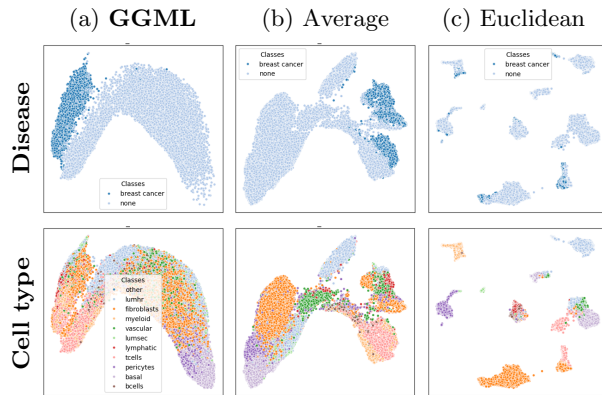 (a) GGML (b) Average (c) Euclidean
Disease
Classes
breast cancer
none
Classes
breast cancer
none
Classes
breast cancer
none
Cell type
Classes
other
lumhr
fibroblasts
myeloid
vascular
lumsec
lymphatic
tcells
pericytes
basal
bcells